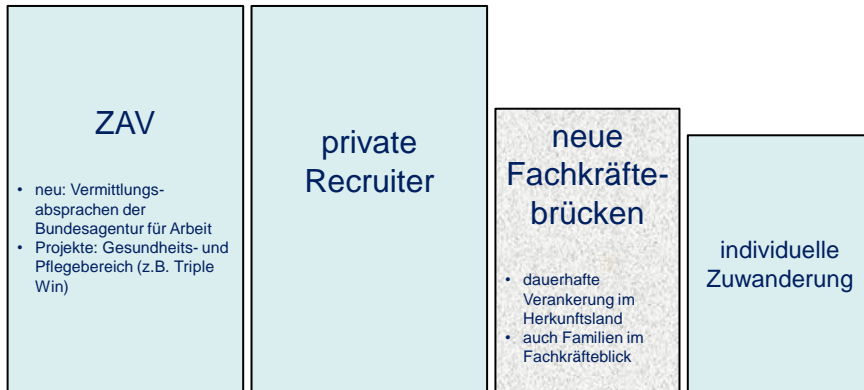 ZAV
• neu: Vermittlungs-
absprachen der
Bundesagentur für Arbeit
• Projekte: Gesundheits- und
Pflegebereich (z.B. Triple
Win)
private
Recruiter
neue
Fachkräfte-
brücken
• dauerhafte
Verankerung im
Herkunftsland
• auch Familien im
Fachkräfteblick
individuelle
Zuwanderung